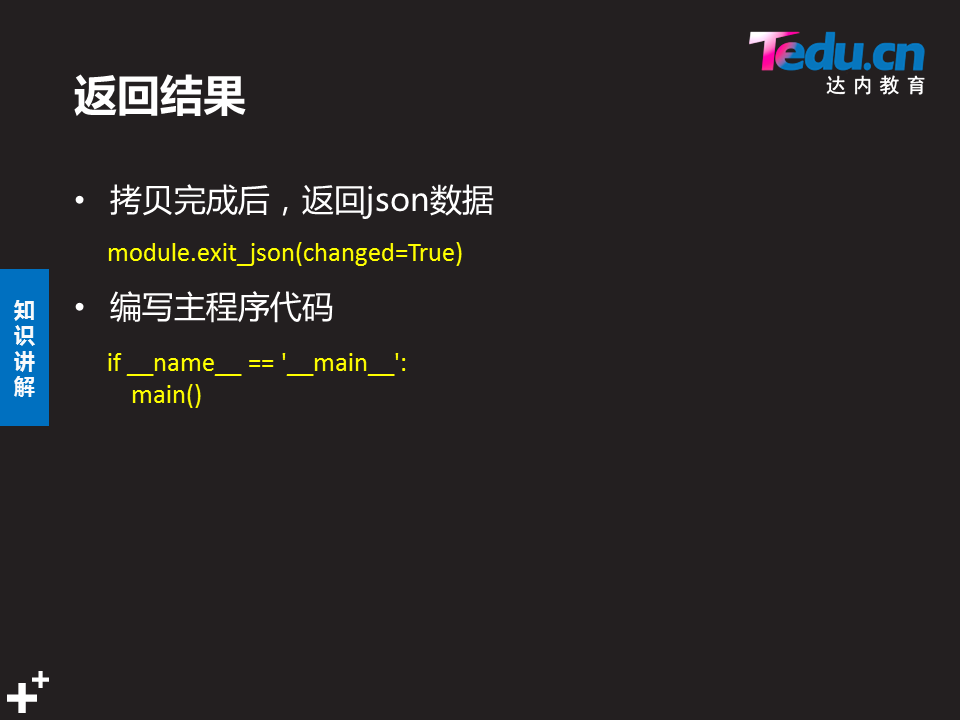 Tedu.cn
达内教育
返回结果
• 拷贝完成后，返回json数据
module.exit_json(changed=True)
• 编写主程序代码
if __name__ == '__main__':
    main()
知
识
讲
解